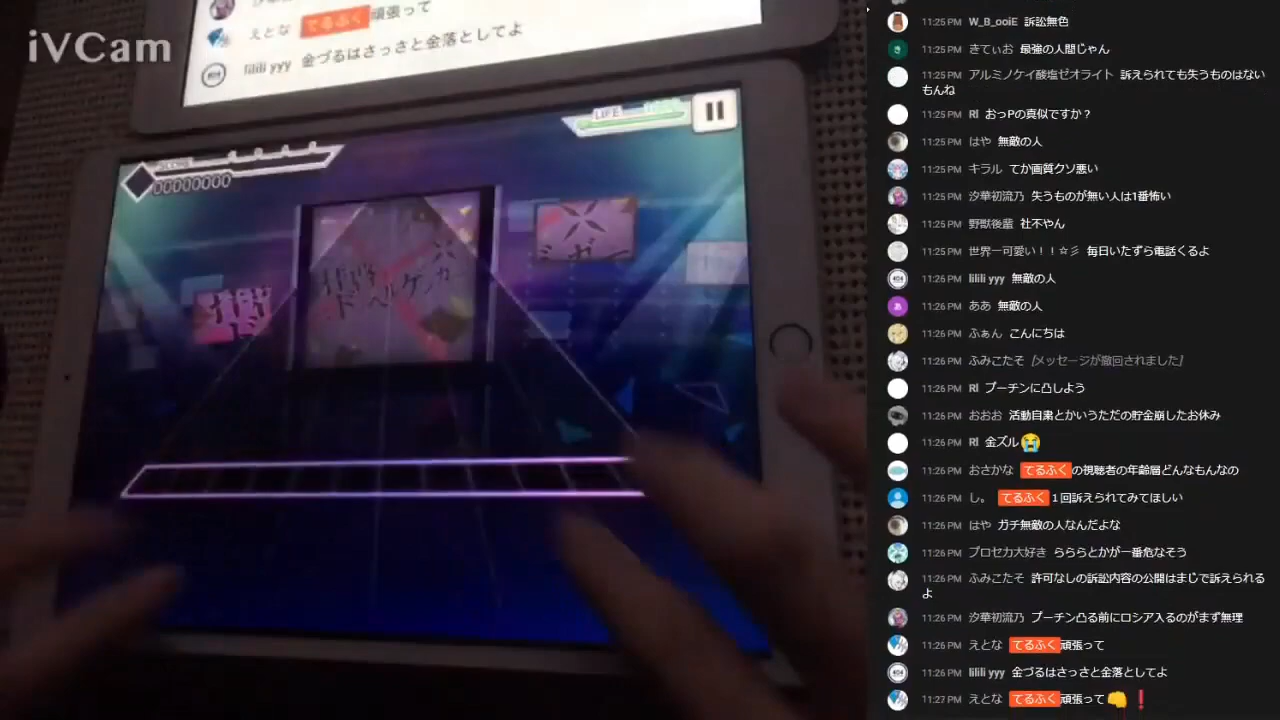 iVCam
えとな てるふく頑張って
lilili yyy 金づるはさっさと金落としてよ
LIFE
00000000
ドヘルケンカ
11:25 PM W_B_ooiE 訴訟無色
11:25 PM きてぃお 最強の人間じゃん
11:25 PM アルミノケイ酸塩ゼオライト 訴えられても失うものはない
もんね
11:25 PM RI おっPの真似ですか？
11:25 PM はや 無敵の人
11:25 PM キラル てか画質クソ悪い
11:25 PM 汐華初流乃 失うものが無い人は1番怖い
11:25 PM 野獣後輩 社不やん
11:25 PM 世界一可愛い！！☆彡 毎日いたずら電話くるよ
11:26 PM lilili yyy 無敵の人
11:26 PM ああ 無敵の人
11:26 PM ふぁん こんにちは
11:26 PM ふみこたそ [メッセージが撤回されました]
11:26 PM RI プーチンに凸しよう
11:26 PM おおお 活動自粛とかいうただの貯金崩したお休み
11:26 PM RI 金ズル😭
11:26 PM おさかな てるふくの視聴者の年齢層どんなもんなの
11:26 PM し。 てるふく１回訴えられてみてほしい
11:26 PM はや ガチ無敵の人なんだよな
11:26 PM プロセカ大好き らららとかが一番危なそう
11:26 PM ふみこたそ 許可なしの訴訟内容の公開はまじで訴えられる
よ
11:26 PM 汐華初流乃 プーチン凸る前にロシア入るのがまず無理
11:26 PM えとな てるふく頑張って
11:26 PM lilili yyy 金づるはさっさと金落としてよ
11:27 PM えとな てるふく頑張って👊❗